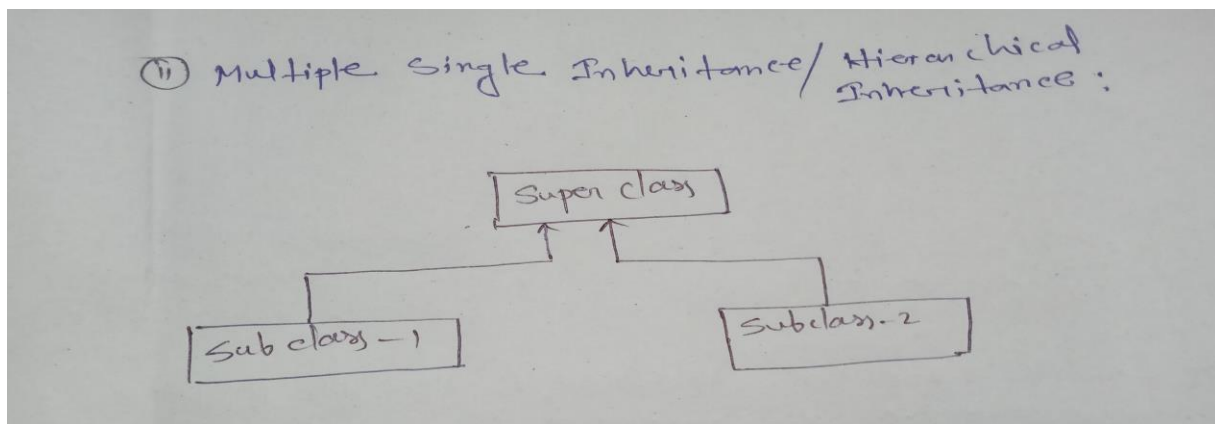 (ii) Multiple Single Inheritance/ Hierarchical
Inheritance :
Super class
Sub class-1
Subclass-2